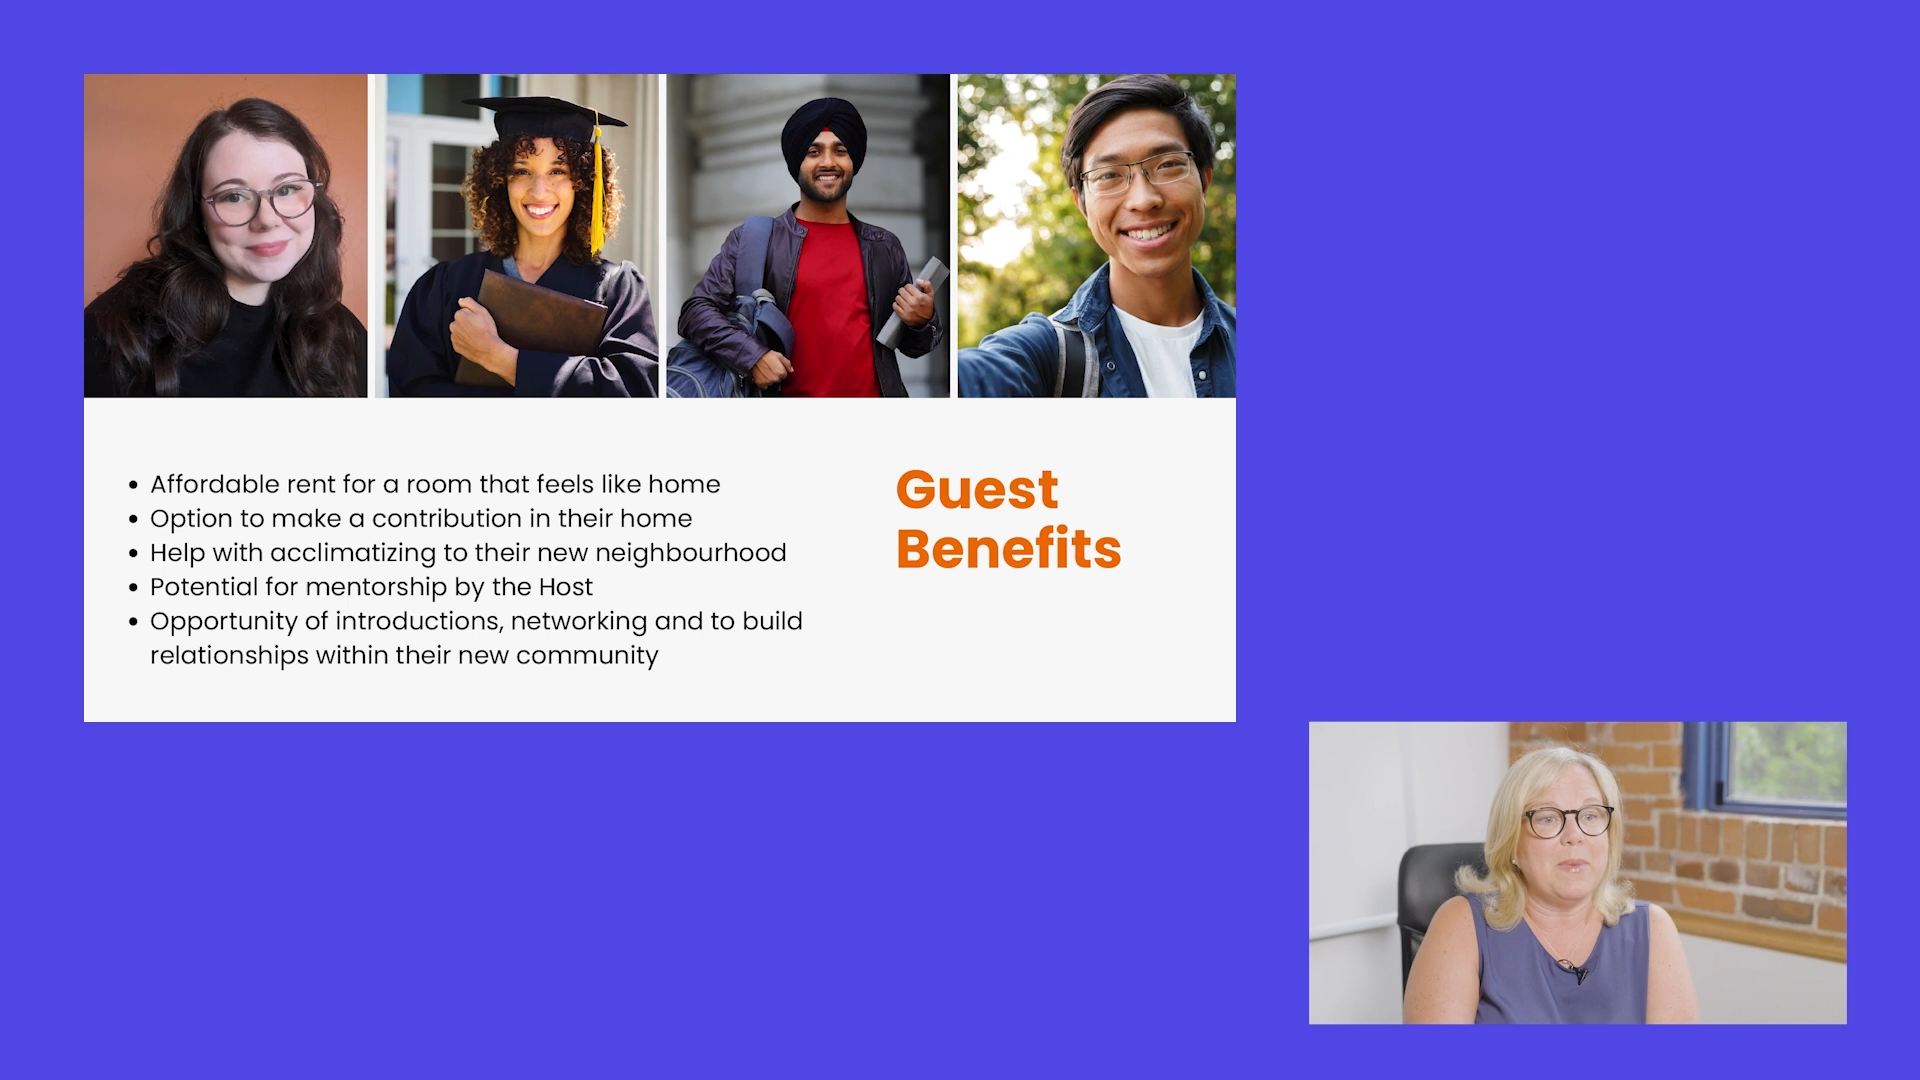 • Affordable rent for a room that feels like home
• Option to make a contribution in their home
• Help with acclimatizing to their new neighbourhood
• Potential for mentorship by the Host
• Opportunity of introductions, networking and to build
relationships within their new community
Guest
Benefits